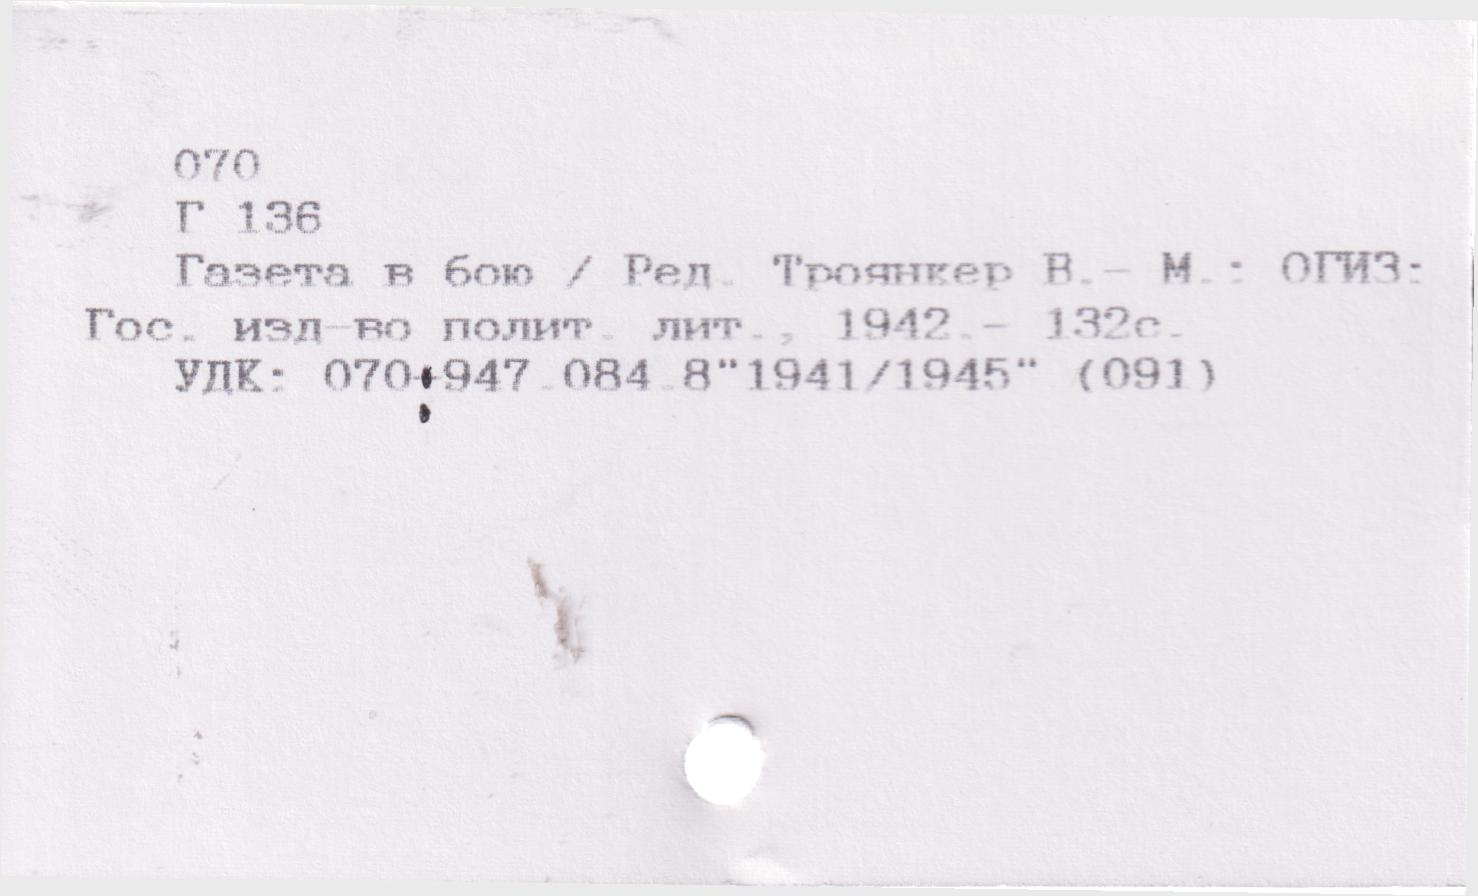 070
Г 136
Газета в бою / Ред. Троянкер В.- М.: ОГИЗ:
Гос. изд-во полит. лит., 1942.- 132с.
УДК: 070+947.084.8"1941/1945" (091)